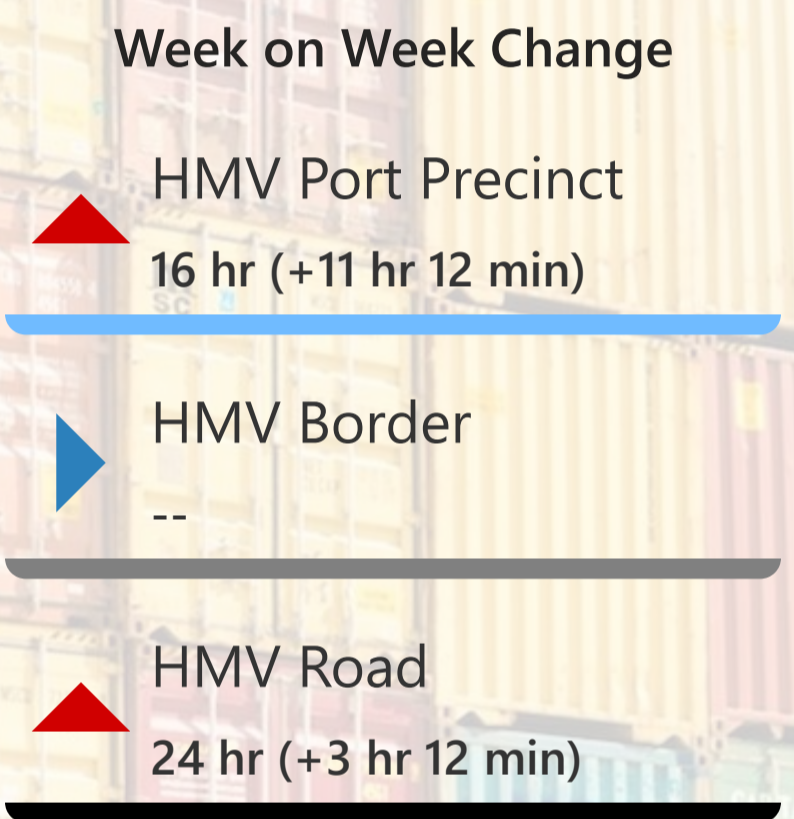 Week on Week Change
HMV Port Precinct
16 hr (+11 hr 12 min)
SC
HMV Border
--
HMV Road
24 hr (+3 hr 12 min)